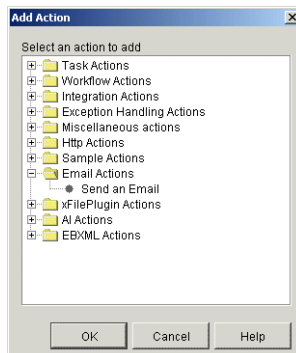 Add Action
Select an action to add
Task Actions
Workflow Actions
Integration Actions
Exception Handling Actions
Miscellaneous actions
Http Actions
Sample Actions
Email Actions
Send an Email
xFilePlugin Actions
AI Actions
EBXML Actions
OK Cancel Help